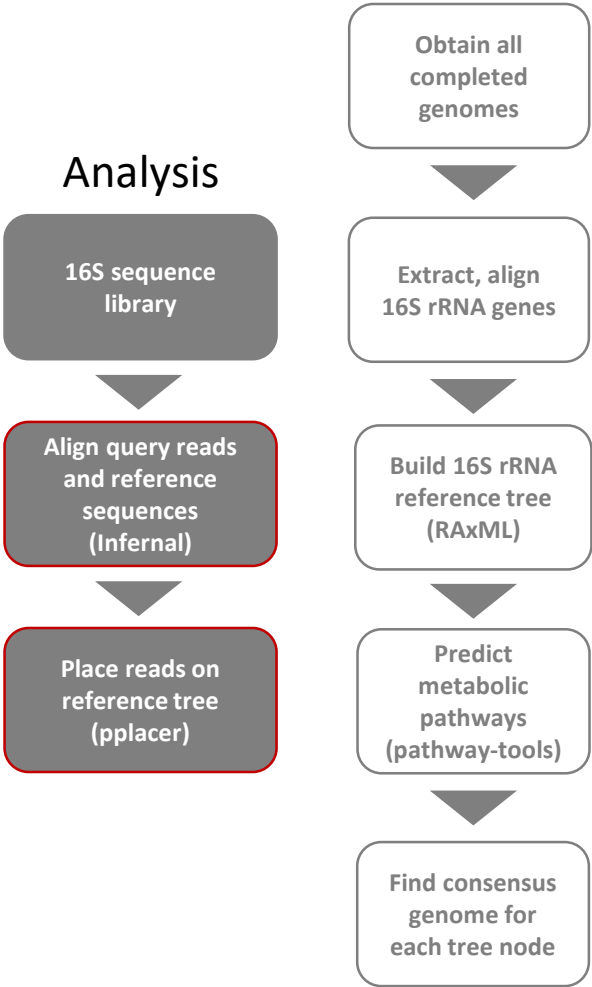 Analysis
16S sequence
library
Align query reads
and reference
sequences
(Infernal)
Place reads on
reference tree
(pplacer)
Obtain all
completed
genomes
Extract, align
16S rRNA genes
Build 16S rRNA
reference tree
(RAxML)
Predict
metabolic
pathways
(pathway-tools)
Find consensus
genome for
each tree node